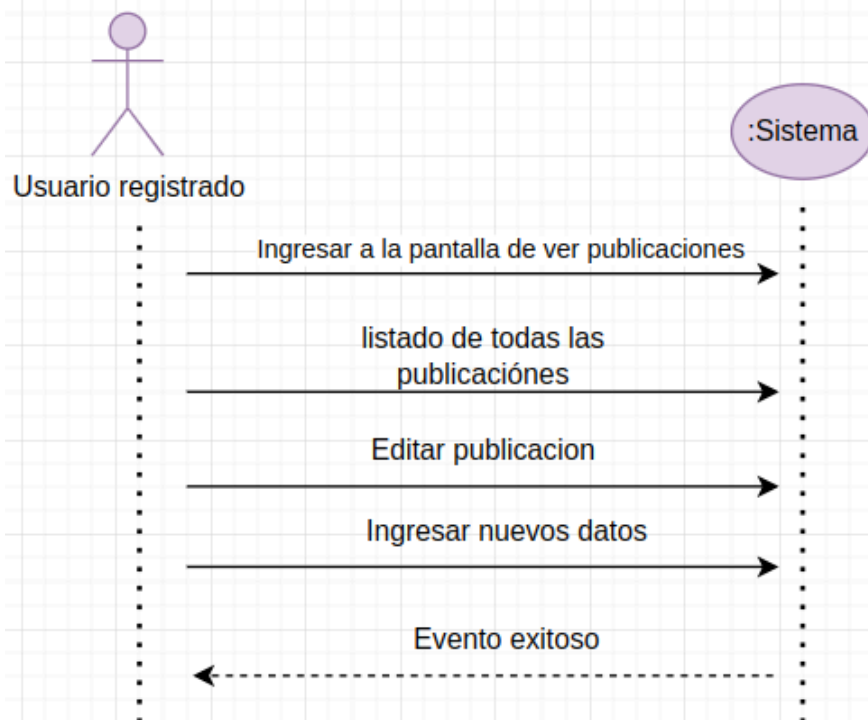 :Sistema
Usuario registrado
Ingresar a la pantalla de ver publicaciones
listado de todas las
publicaciónes
Editar publicacion
Ingresar nuevos datos
Evento exitoso